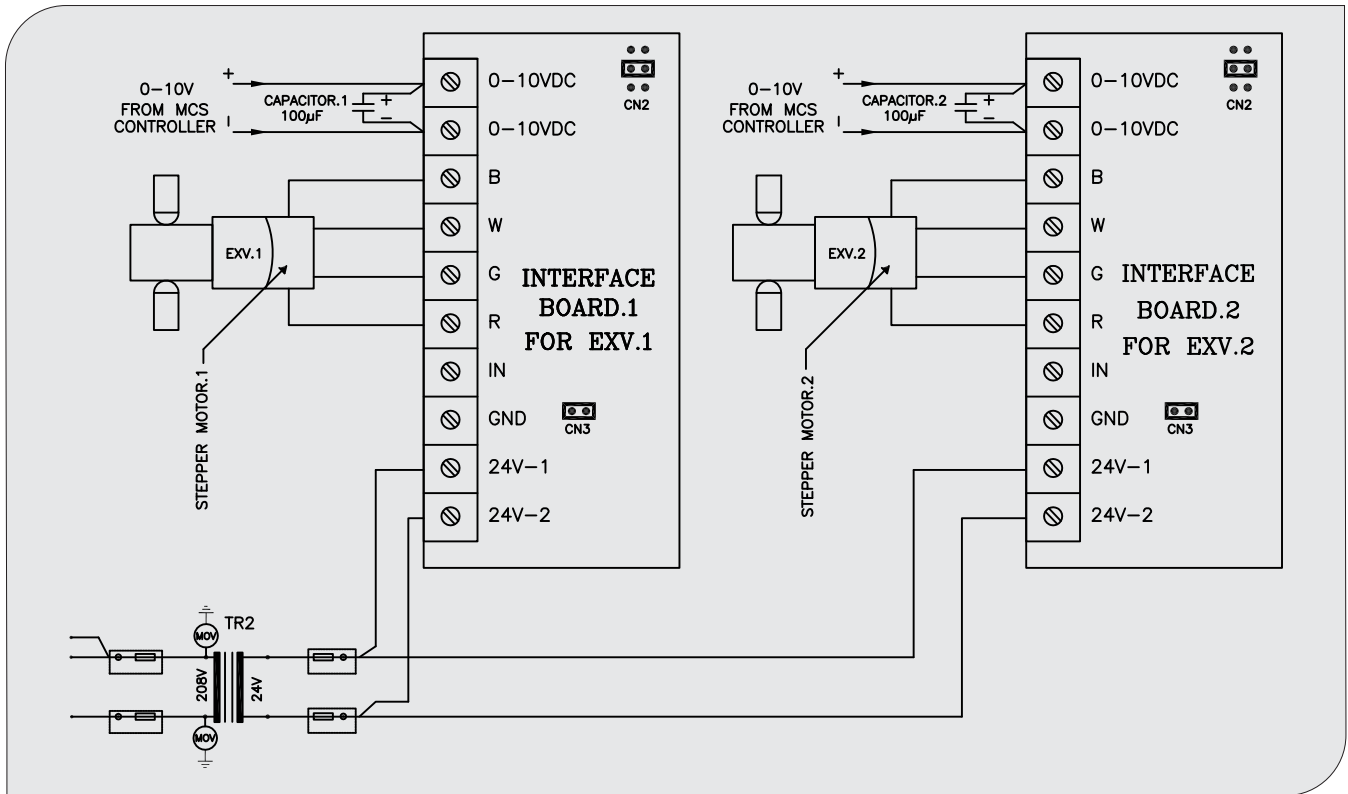 0-10V
FROM MCS
CONTROLLER
+
CAPACITOR.1
100µF
+
−
0-10VDC
0-10VDC
B
W
G
R
IN
GND
24V-1
24V-2
CN2
EXV.1
STEPPER MOTOR.1
INTERFACE
BOARD.1
FOR EXV.1
CN3
0-10V
FROM MCS
CONTROLLER
+
CAPACITOR.2
100µF
+
−
0-10VDC
0-10VDC
B
W
G
R
IN
GND
24V-1
24V-2
CN2
EXV.2
STEPPER MOTOR.2
INTERFACE
BOARD.2
FOR EXV.2
CN3
MOV
TR2
208V
24V
MOV